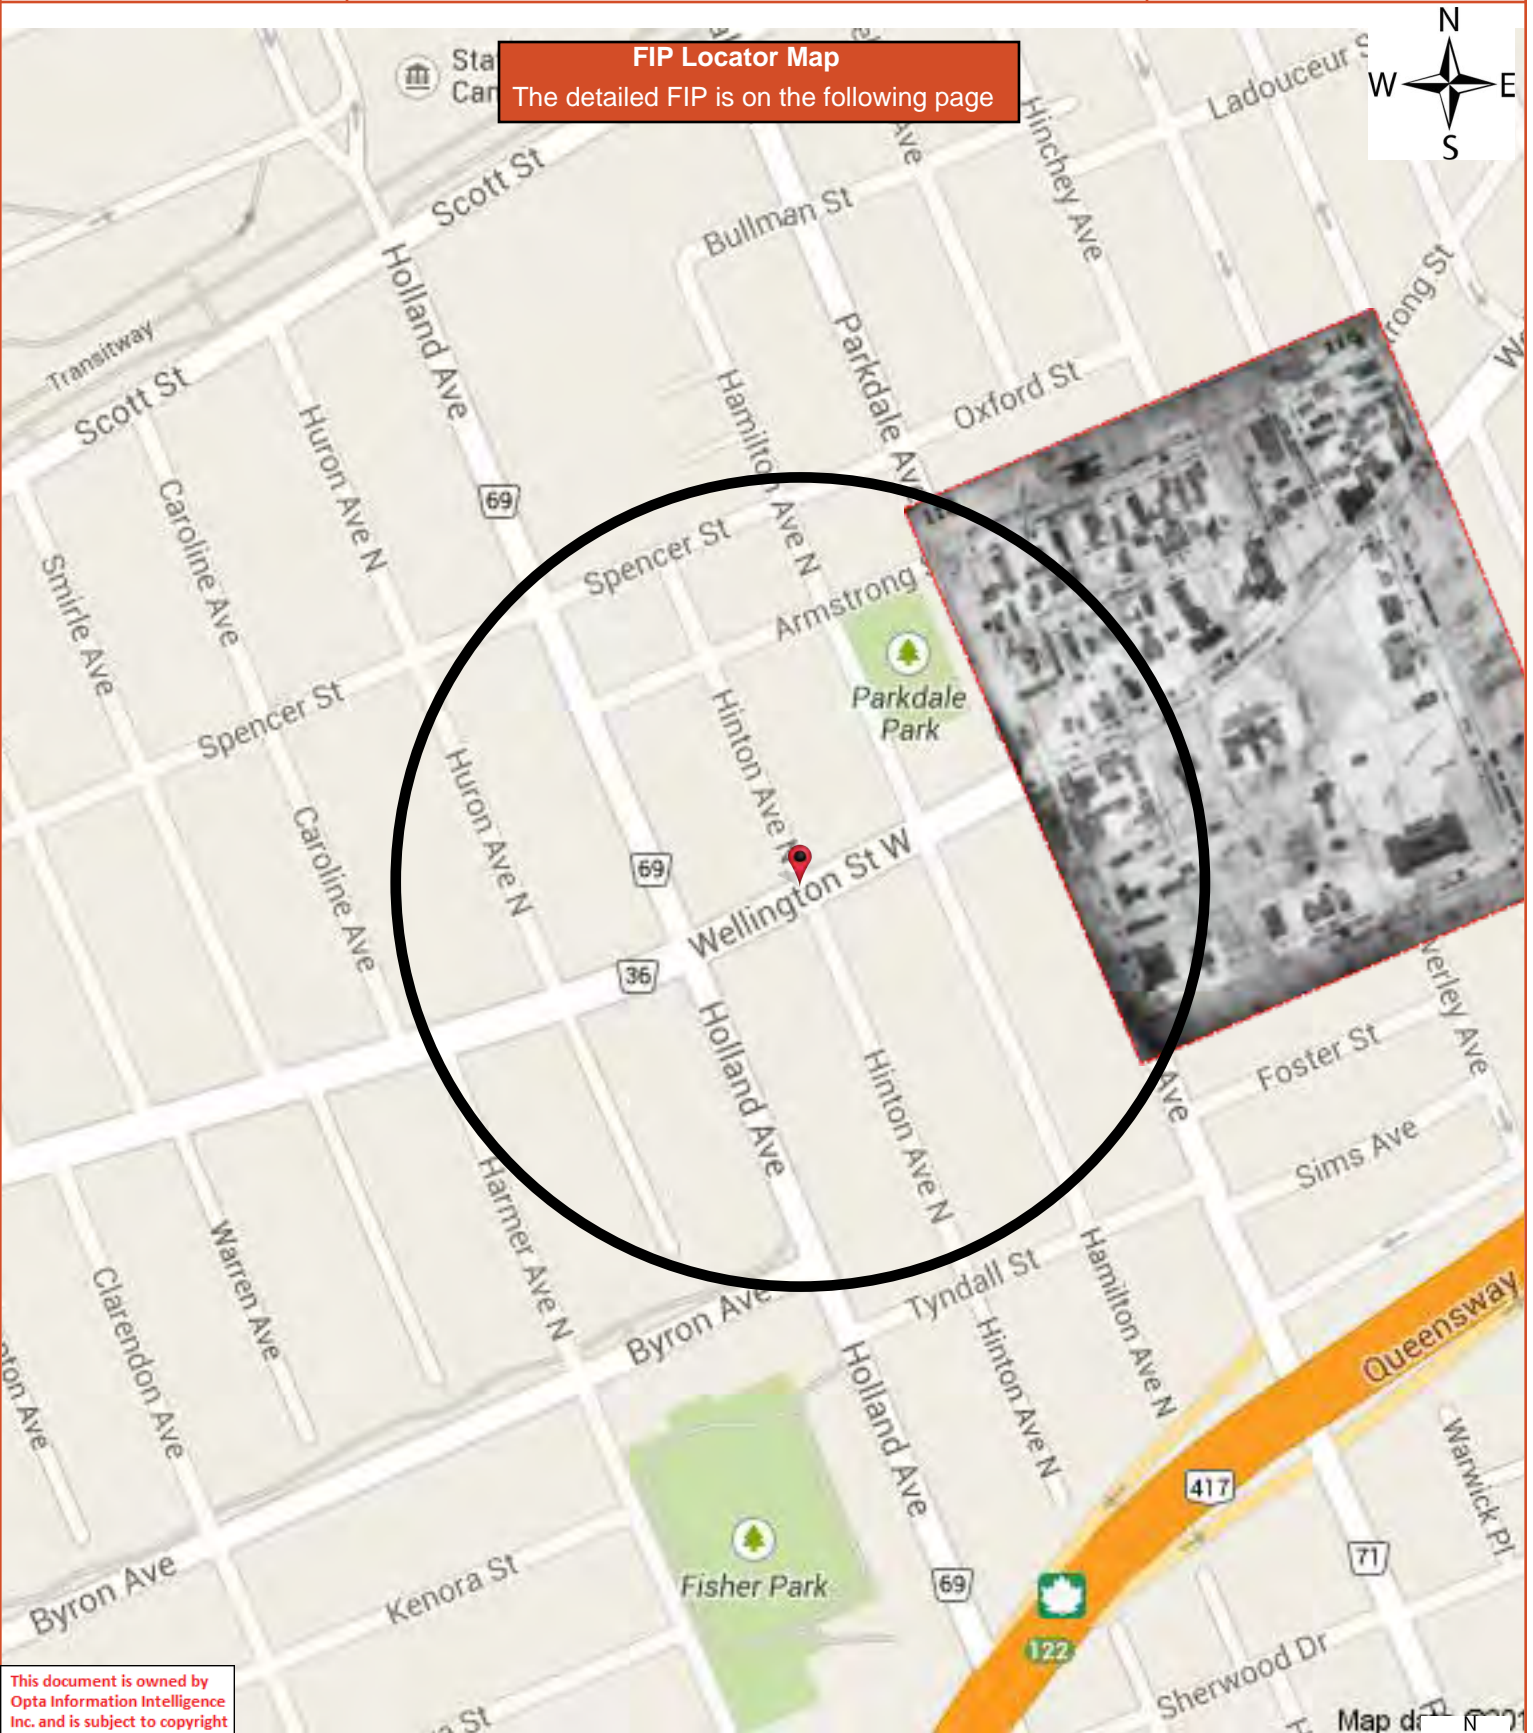 N
W E
S
FIP Locator Map
The detailed FIP is on the following page
Ladouceur
Hinchey Ave
Ave
Scott St
Bullman St
Holland Ave
Parkdale Ave
Transitway
Scott St
Oxford St
Hamilton Ave N
Huron Ave N
Caroline Ave
69
Spencer St
Smirle Ave
Armstrong
Parkdale
Park
Spencer St
Hinton Ave N
Huron Ave N
Caroline Ave
69
Wellington St W
36
Holland Ave
Hinton Ave N
Foster St
Ave
Sims Ave
Harmer Ave N
Warren Ave
Clarendon Ave
Byron Ave
Tyndall St
Hamilton Ave N
Queensway
Hinton Ave N
Holland Ave
Warwick Pl
417
71
Fisher Park
69
Kenora St
Byron Ave
122
Sherwood Dr
This document is owned by
Opta Information Intelligence
Inc. and is subject to copyright
St
Map
N